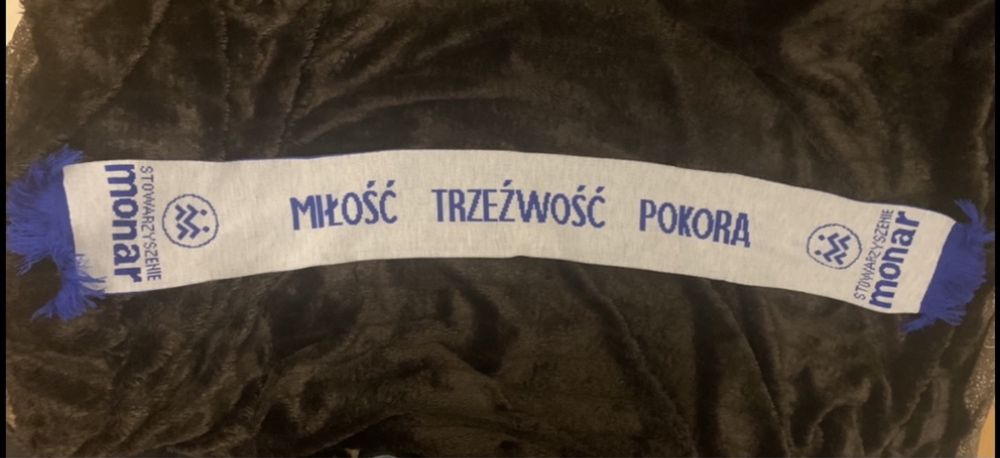 STOWARZYSZENIE
monar
MIŁOŚĆ TRZEŹWOŚĆ POKORA
STOWARZYSZENIE
monar